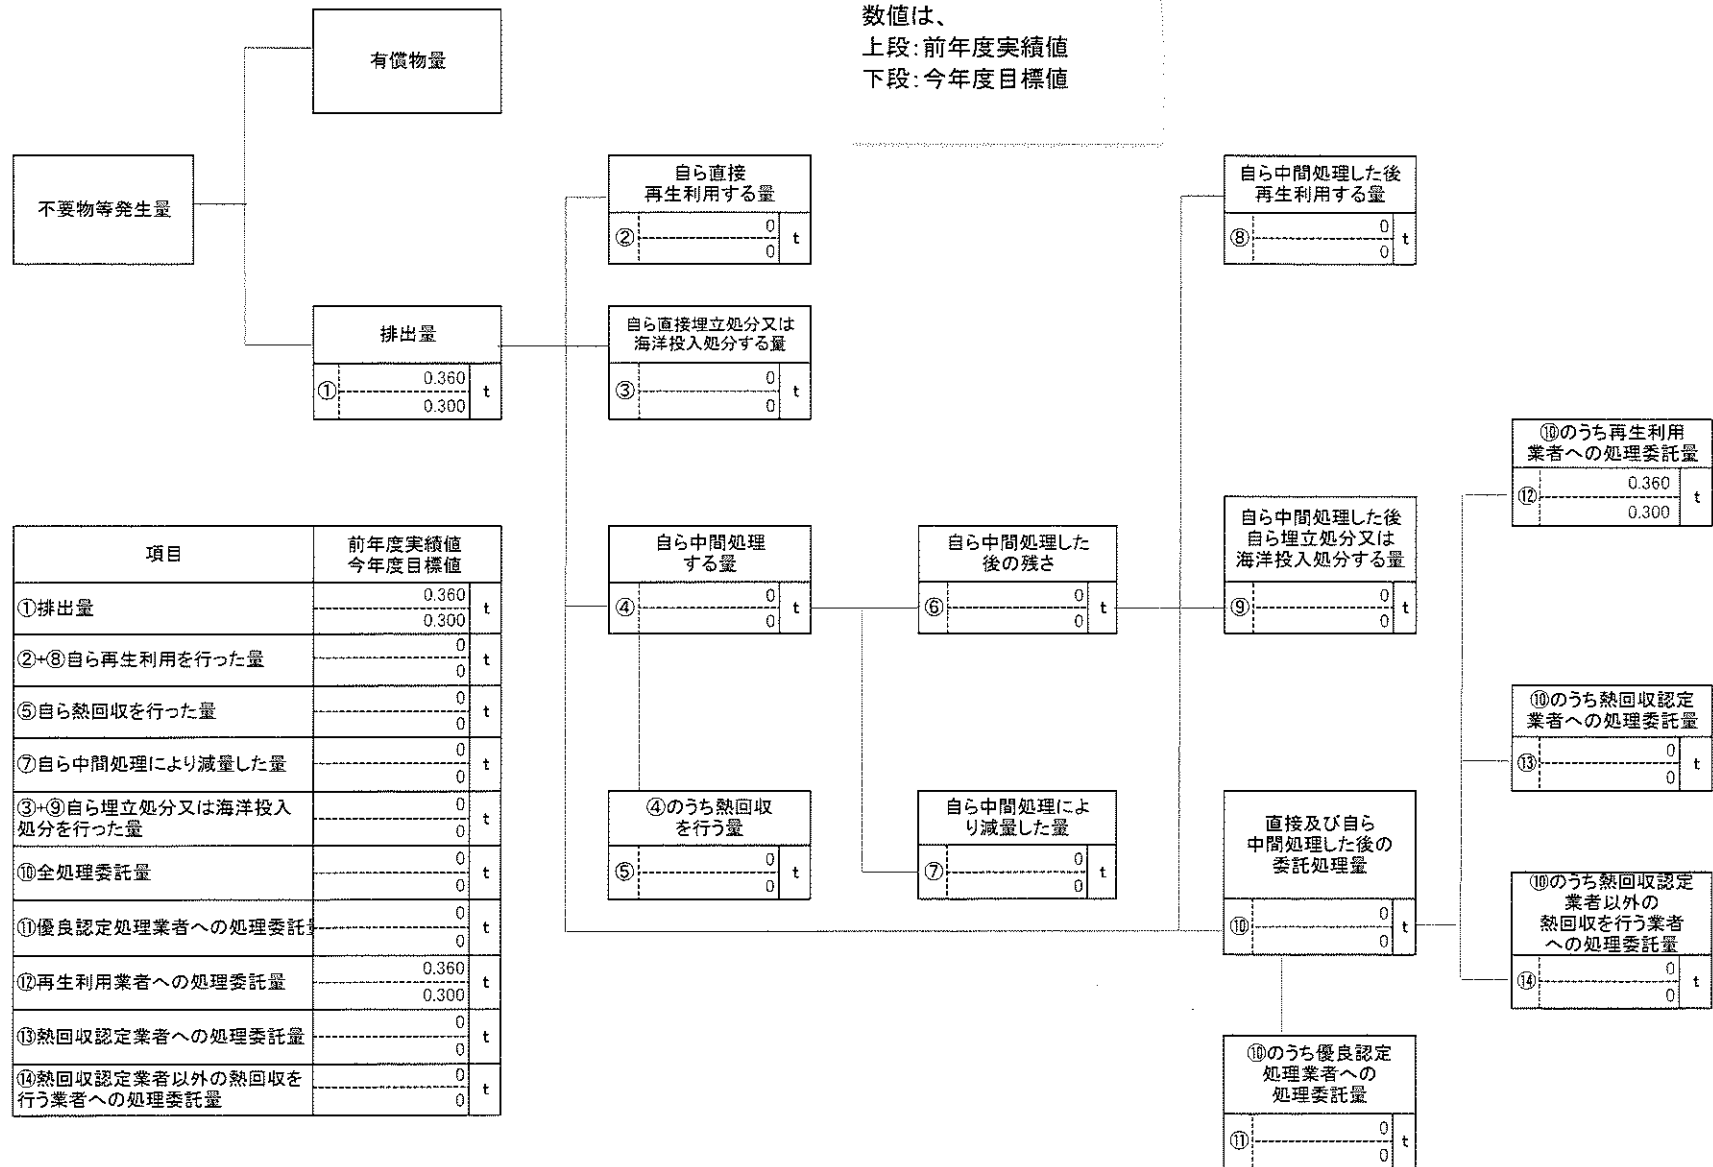 数値は、
上段:前年度実績値
下段:今年度目標値
有償物量
不要物等発生量
排出量
① 0.360 t
0.300
自ら直接
再生利用する量
② 0 t
0
自ら直接埋立処分又は
海洋投入処分する量
③ 0 t
0
自ら中間処理
する量
④ 0 t
0
④のうち熱回収
を行う量
⑤ 0 t
0
自ら中間処理した
後の残さ
⑥ 0 t
0
自ら中間処理によ
り減量した量
⑦ 0 t
0
自ら中間処理した後
再生利用する量
⑧ 0 t
0
自ら中間処理した後
自ら埋立処分又は
海洋投入処分する量
⑨ 0 t
0
直接及び自ら
中間処理した後の
委託処理量
⑩ 0 t
0
⑩のうち優良認定
処理業者への
処理委託量
⑪ 0 t
0
⑩のうち再生利用
業者への処理委託量
⑫ 0.360 t
0.300
⑩のうち熱回収認定
業者への処理委託量
⑬ 0 t
0
⑩のうち熱回収認定
業者以外の
熱回収を行う業者
への処理委託量
⑭ 0 t
0
項目 前年度実績値
今年度目標値
①排出量 0.360 t
0.300
②+⑧自ら再生利用を行った量 0 t
0
⑤自ら熱回収を行った量 0 t
0
⑦自ら中間処理により減量した量 0 t
0
③+⑨自ら埋立処分又は海洋投入
処分を行った量 0 t
0
⑩全処理委託量 0 t
0
⑪優良認定処理業者への処理委託 0 t
0
⑫再生利用業者への処理委託量 0.360 t
0.300
⑬熱回収認定業者への処理委託量 0 t
0
⑭熱回収認定業者以外の熱回収を
行う業者への処理委託量 0 t
0